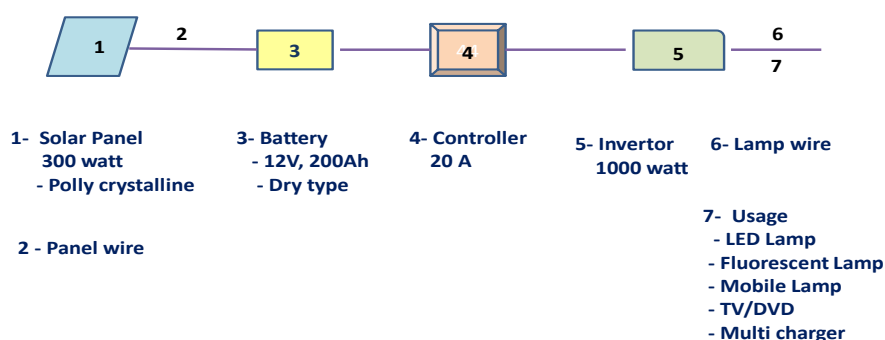 1
2
3
4
5
6
7
1- Solar Panel
300 watt
- Polly crystalline
2 - Panel wire
3- Battery
- 12V, 200Ah
- Dry type
4- Controller
20 A
5- Invertor
1000 watt
6- Lamp wire
7- Usage
- LED Lamp
- Fluorescent Lamp
- Mobile Lamp
- TV/DVD
- Multi charger